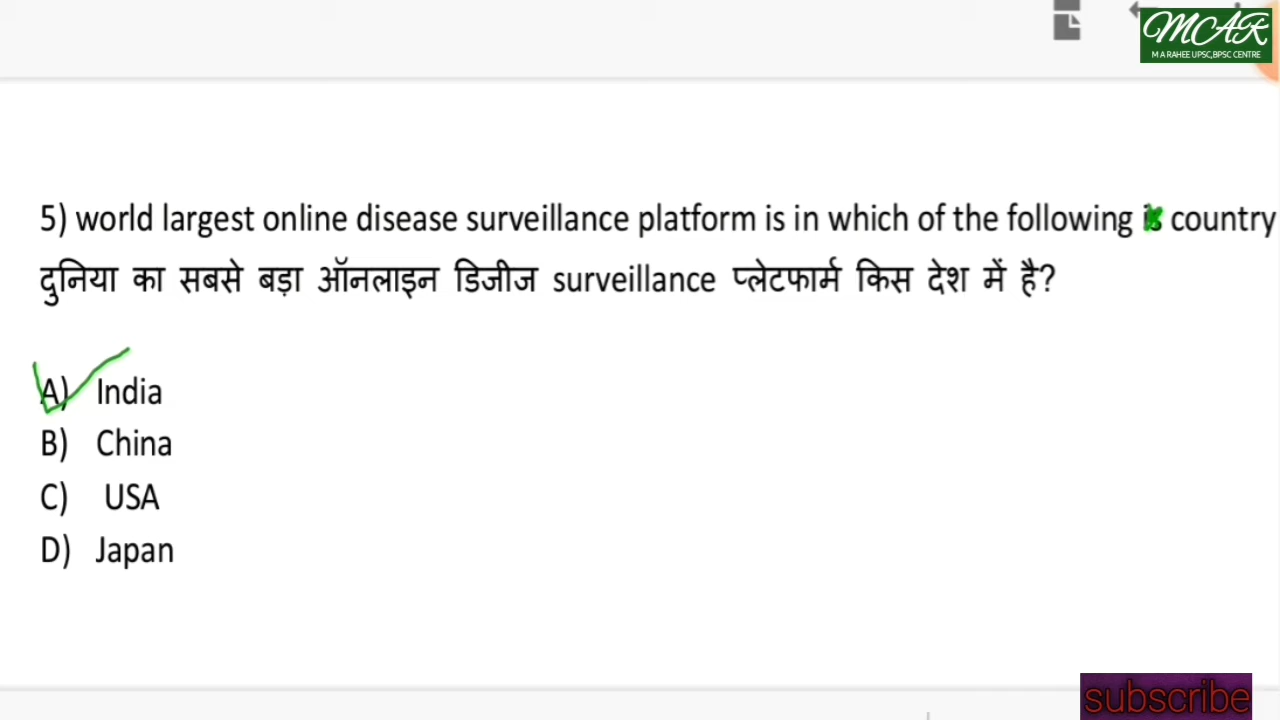 MCAR
M A RAHEE UPSC,BPSC CENTRE
5) world largest online disease surveillance platform is in which of the following is country
दुनिया का सबसे बड़ा ऑनलाइन डिजीज surveillance प्लेटफार्म किस देश में है?
A) India
B) China
C) USA
D) Japan
subscribe